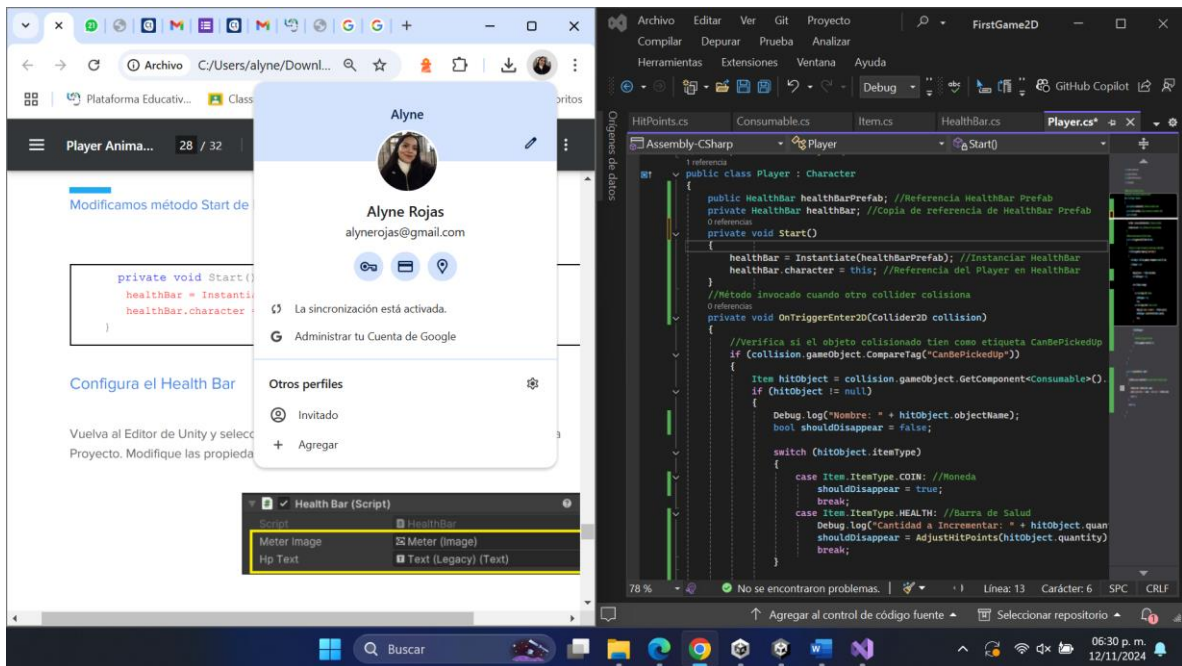 Archivo
C:/Users/alyne/Downl...
Plataforma Educativ...
Class
oritos
Player Anima...
28 / 32
Modificamos método Start de
private void Start()
healthBar = Instantia
healthBar.character
}
Configura el Health Bar
Vuelva al Editor de Unity y selecc
a
Proyecto. Modifique las propieda
Health Bar (Script)
Script
HealthBar
Meter Image
Meter (Image)
Hp Text
Text (Legacy) (Text)
Alyne
Alyne Rojas
alynerojas@gmail.com
La sincronización está activada.
Administrar tu Cuenta de Google
Otros perfiles
Invitado
Agregar
Archivo Editar Ver Git Proyecto
FirstGame2D
Compilar Depurar Prueba Analizar
Herramientas Extensiones Ventana Ayuda
Debug
GitHub Copilot
Orígenes de datos
HitPoints.cs Consumable.cs Item.cs HealthBar.cs Player.cs*
Assembly-CSharp
Player
Start()
1 referencia
public class Player : Character
{
public HealthBar healthBarPrefab; //Referencia HealthBar Prefab
private HealthBar healthBar; //Copia de referencia de HealthBar Prefab
0 referencias
private void Start()
{
healthBar = Instantiate(healthBarPrefab); //Instanciar HealthBar
healthBar.character = this; //Referencia del Player en HealthBar
}
//Método invocado cuando otro collider colisiona
0 referencias
private void OnTriggerEnter2D(Collider2D collision)
{
//Verifica si el objeto colisionado tien como etiqueta CanBePickedUp
if (collision.gameObject.CompareTag("CanBePickedUp"))
{
Item hitObject = collision.gameObject.GetComponent<Consumable>().
if (hitObject != null)
{
Debug.log("Nombre: " + hitObject.objectName);
bool shouldDisappear = false;
switch (hitObject.itemType)
{
case Item.ItemType.COIN: //Moneda
shouldDisappear = true;
break;
case Item.ItemType.HEALTH: //Barra de Salud
Debug.log("Cantidad a Incrementar: " + hitObject.quan
shouldDisappear = AdjustHitPoints(hitObject.quantity)
break;
}
78 %
No se encontraron problemas.
Línea: 13 Carácter: 6 SPC CRLF
Agregar al control de código fuente
Seleccionar repositorio
Buscar
06:30 p. m.
12/11/2024